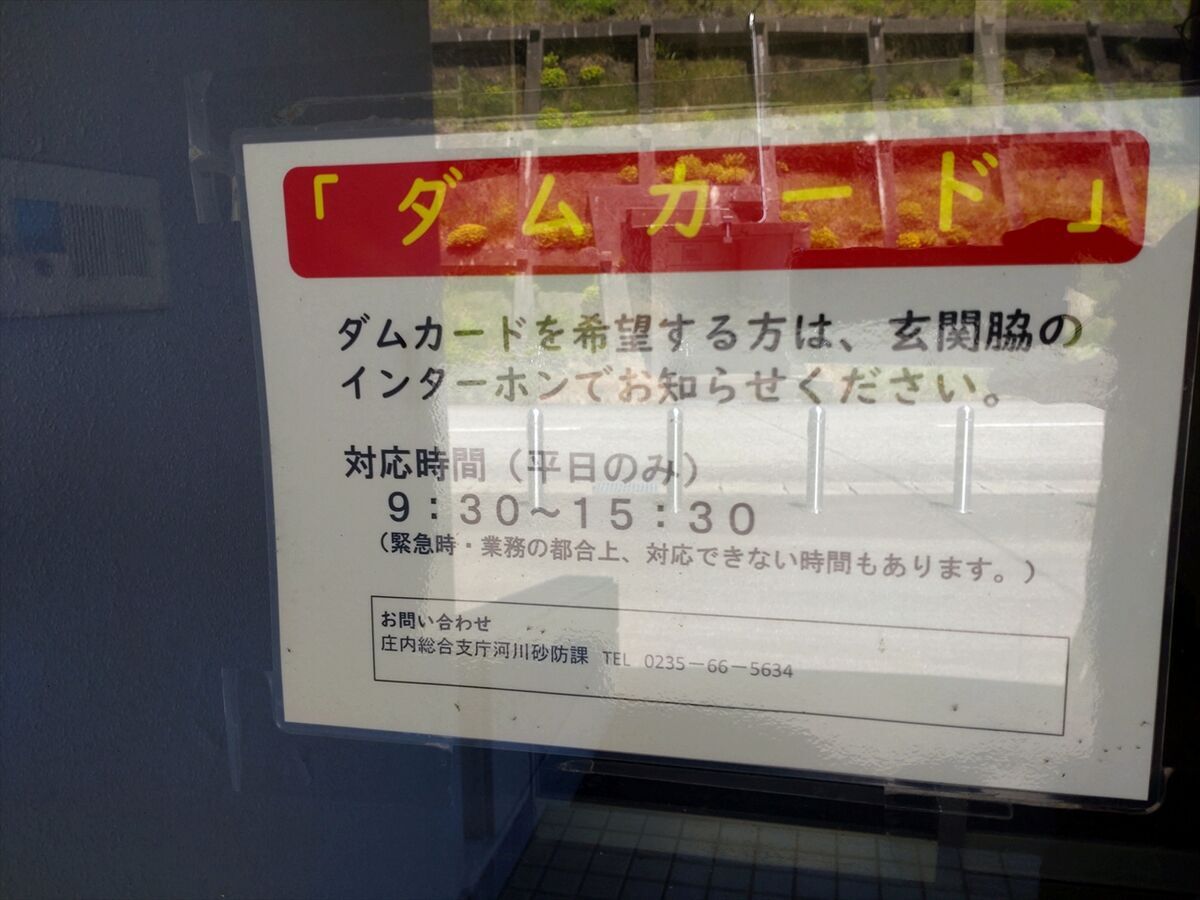 「ダムカード」
ダムカードを希望する方は、玄関脇の
インターホンでお知らせください。
対応時間（平日のみ）
９：３０～１５：３０
（緊急時・業務の都合上、対応できない時間もあります。）
お問い合わせ
庄内総合支庁河川砂防課　TEL　0235－66－5634